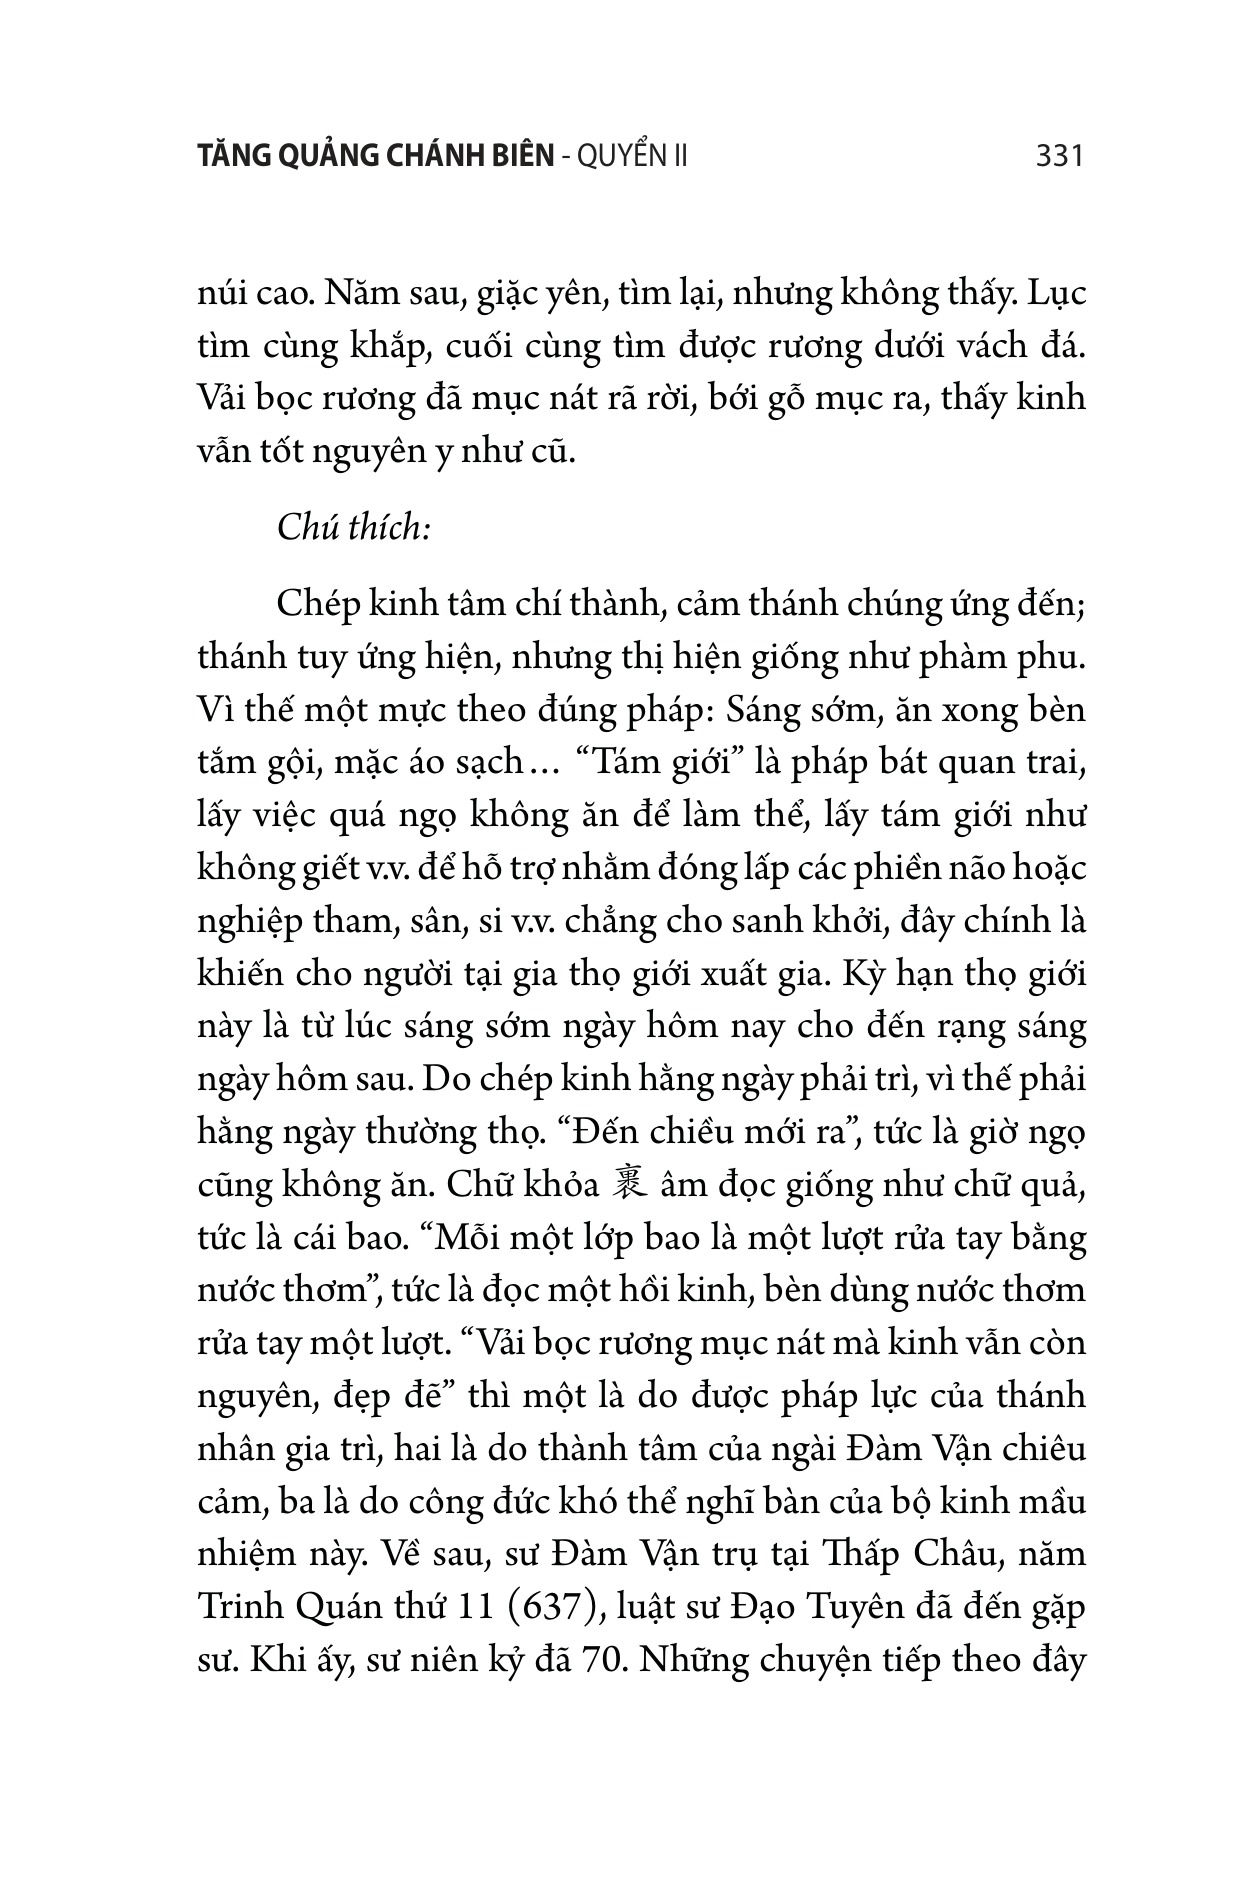 TĂNG QUẢNG CHÁNH BIÊN - QUYỂN II 331
núi cao. Năm sau, giặc yên, tìm lại, nhưng không thấy. Lục
tìm cùng khắp, cuối cùng tìm được rương dưới vách đá.
Vải bọc rương đã mục nát rã rời, bới gỗ mục ra, thấy kinh
vẫn tốt nguyên y như cũ.
Chú thích:
Chép kinh tâm chí thành, cảm thánh chúng ứng đến;
thánh tuy ứng hiện, nhưng thị hiện giống như phàm phu.
Vì thế một mực theo đúng pháp: Sáng sớm, ăn xong bèn
tắm gội, mặc áo sạch… “Tám giới” là pháp bát quan trai,
lấy việc quá ngọ không ăn để làm thể, lấy tám giới như
không giết v.v. để hỗ trợ nhằm đóng lấp các phiền não hoặc
nghiệp tham, sân, si v.v. chẳng cho sanh khởi, đây chính là
khiến cho người tại gia thọ giới xuất gia. Kỳ hạn thọ giới
này là từ lúc sáng sớm ngày hôm nay cho đến rạng sáng
ngày hôm sau. Do chép kinh hằng ngày phải trì, vì thế phải
hằng ngày thường thọ. “Đến chiều mới ra”, tức là giờ ngọ
cũng không ăn. Chữ khỏa 裹 âm đọc giống như chữ quả,
tức là cái bao. “Mỗi một lớp bao là một lượt rửa tay bằng
nước thơm”, tức là đọc một hồi kinh, bèn dùng nước thơm
rửa tay một lượt. “Vải bọc rương mục nát mà kinh vẫn còn
nguyên, đẹp đẽ” thì một là do được pháp lực của thánh
nhân gia trì, hai là do thành tâm của ngài Đàm Vận chiêu
cảm, ba là do công đức khó thể nghĩ bàn của bộ kinh mầu
nhiệm này. Về sau, sư Đàm Vận trụ tại Thấp Châu, năm
Trinh Quán thứ 11 (637), luật sư Đạo Tuyên đã đến gặp
sư. Khi ấy, sư niên kỷ đã 70. Những chuyện tiếp theo đây